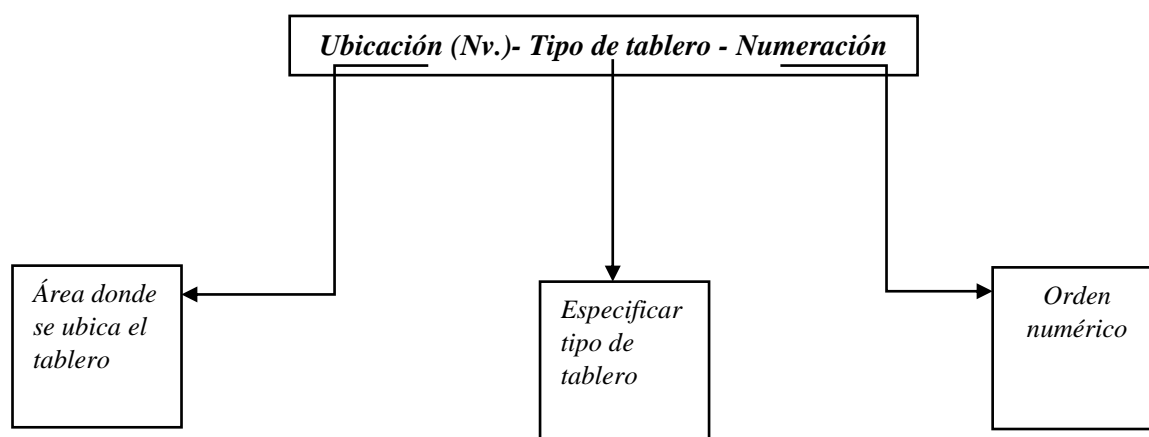 Ubicación (Nv.)- Tipo de tablero - Numeración
Área donde
se ubica el
tablero
Especificar
tipo de
tablero
Orden
numérico